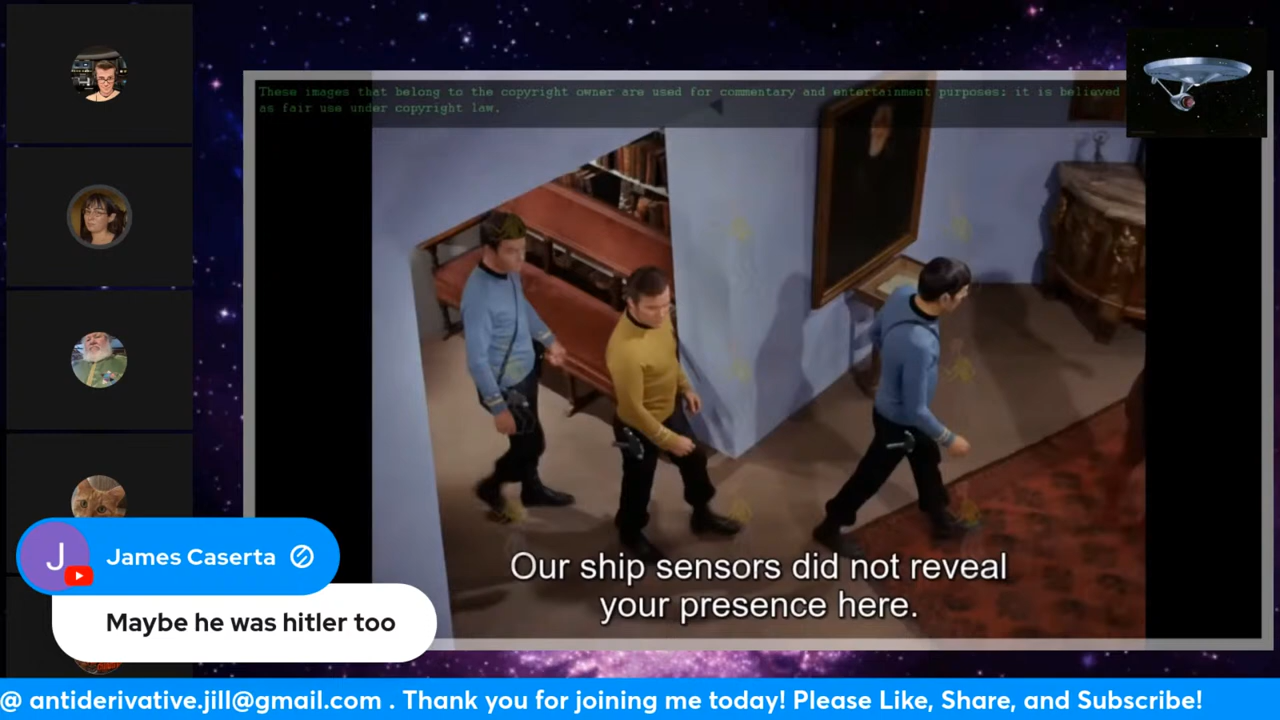 These images that belong to the copyright owner are used for commentary and entertainment purposes; it is believed
as fair use under copyright law.
Our ship sensors did not reveal
your presence here.
J
James Caserta
Maybe he was hitler too
@ antiderivative.jill@gmail.com . Thank you for joining me today! Please Like, Share, and Subscribe!